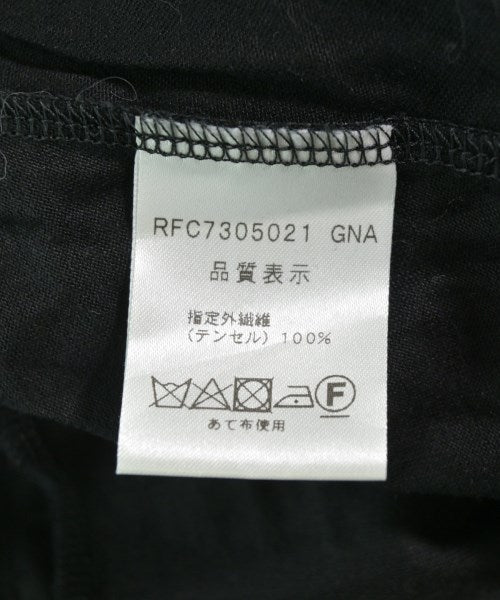 RFC7305021 GNA
品質表示
指定外繊維
(テンセル) 100%
F
あて布使用